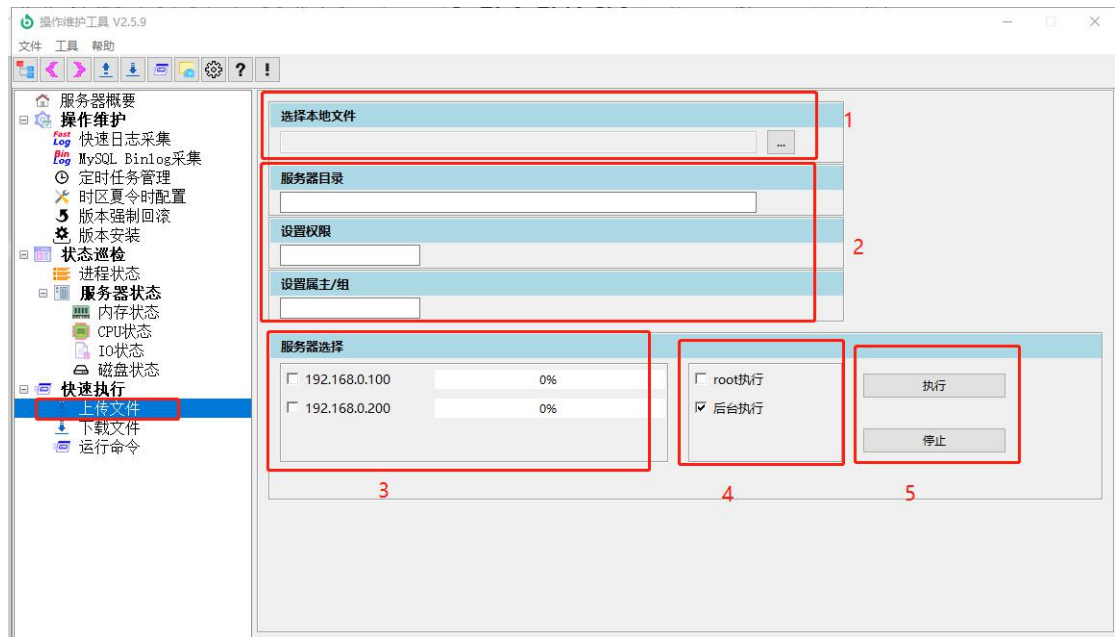 操作维护工具 V2.5.9
文件 工具 帮助
服务器概要
操作维护
Fast Log 快速日志采集
Bin Log MySQL Binlog采集
定时任务管理
时区夏令时配置
版本强制回滚
版本安装
状态巡检
进程状态
服务器状态
内存状态
CPU状态
IO状态
磁盘状态
快速执行
上传文件
下载文件
运行命令
选择本地文件
...
1
服务器目录
设置权限
2
设置属主/组
服务器选择
192.168.0.100 0%
192.168.0.200 0%
3
root执行
后台执行
4
执行
停止
5